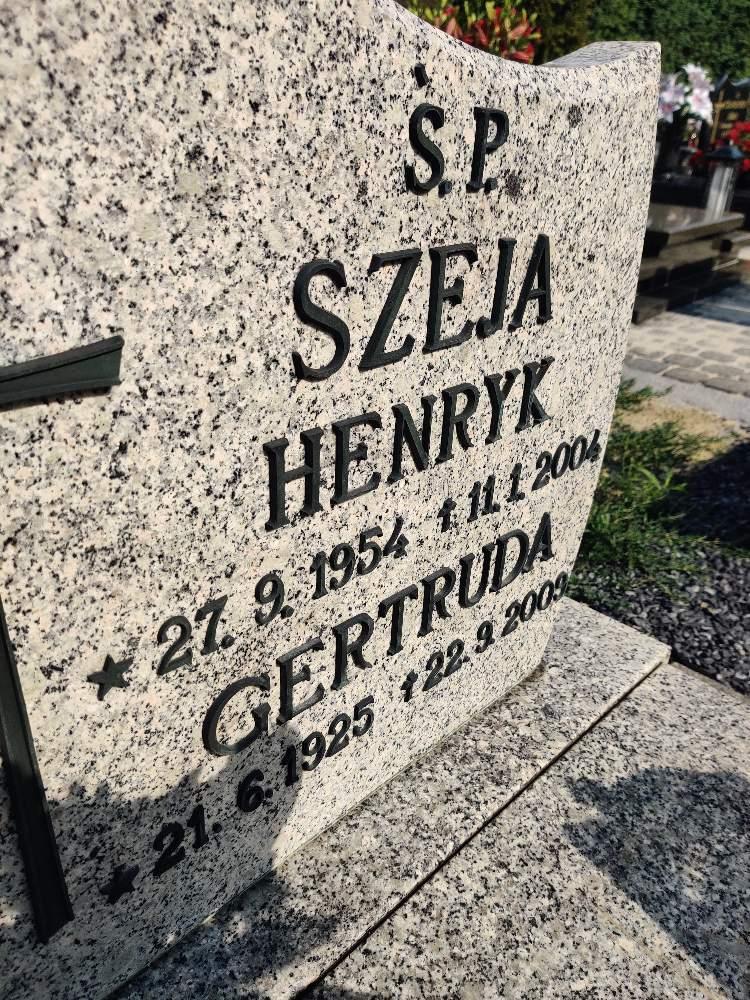 Ś. P.
SZEJA
HENRYK
★ 27. 9. 1954 ✝ 11. 1. 2004
GERTRUDA
★ 21. 6. 1925 ✝ 22. 9. 2009